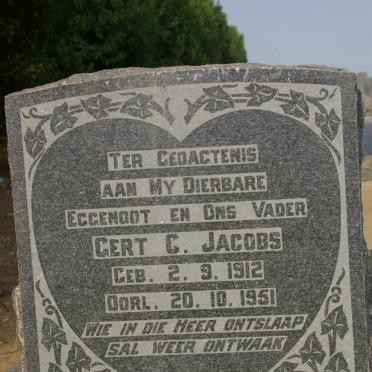 TER GEDACTENIS
AAN MY DIERBARE
EGGENOOT EN ONS VADER
GERT C. JACOBS
GEB. 2. 9. 1912
OORL. 20. 10. 1951
WIE IN DIE HEER ONTSLAAP
SAL WEER ONTWAAK